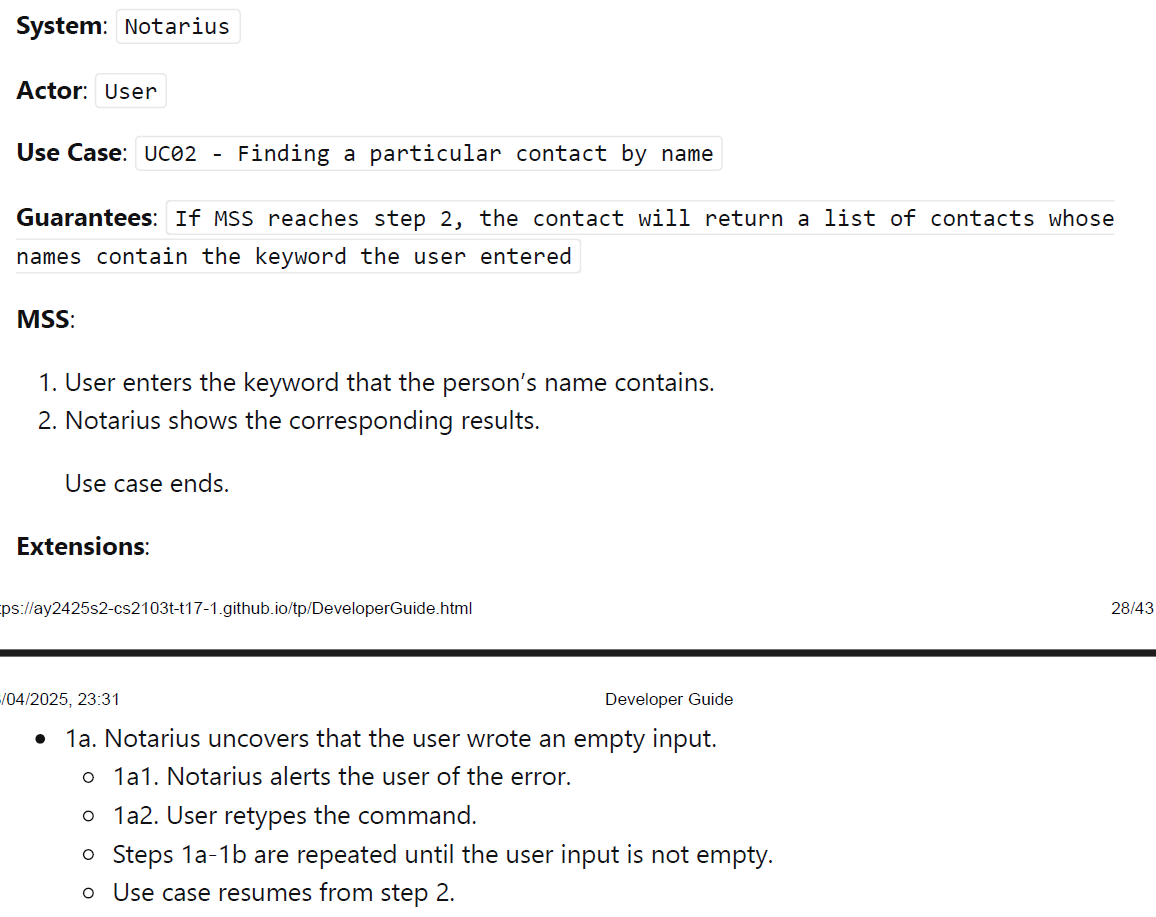 System: Notarius
Actor: User
Use Case: UC02 - Finding a particular contact by name
Guarantees: If MSS reaches step 2, the contact will return a list of contacts whose
names contain the keyword the user entered
MSS:
1. User enters the keyword that the person’s name contains.
2. Notarius shows the corresponding results.
Use case ends.
Extensions:
tps://ay2425s2-cs2103t-t17-1.github.io/tp/DeveloperGuide.html 28/43
/04/2025, 23:31 Developer Guide
• 1a. Notarius uncovers that the user wrote an empty input.
○ 1a1. Notarius alerts the user of the error.
○ 1a2. User retypes the command.
○ Steps 1a-1b are repeated until the user input is not empty.
○ Use case resumes from step 2.